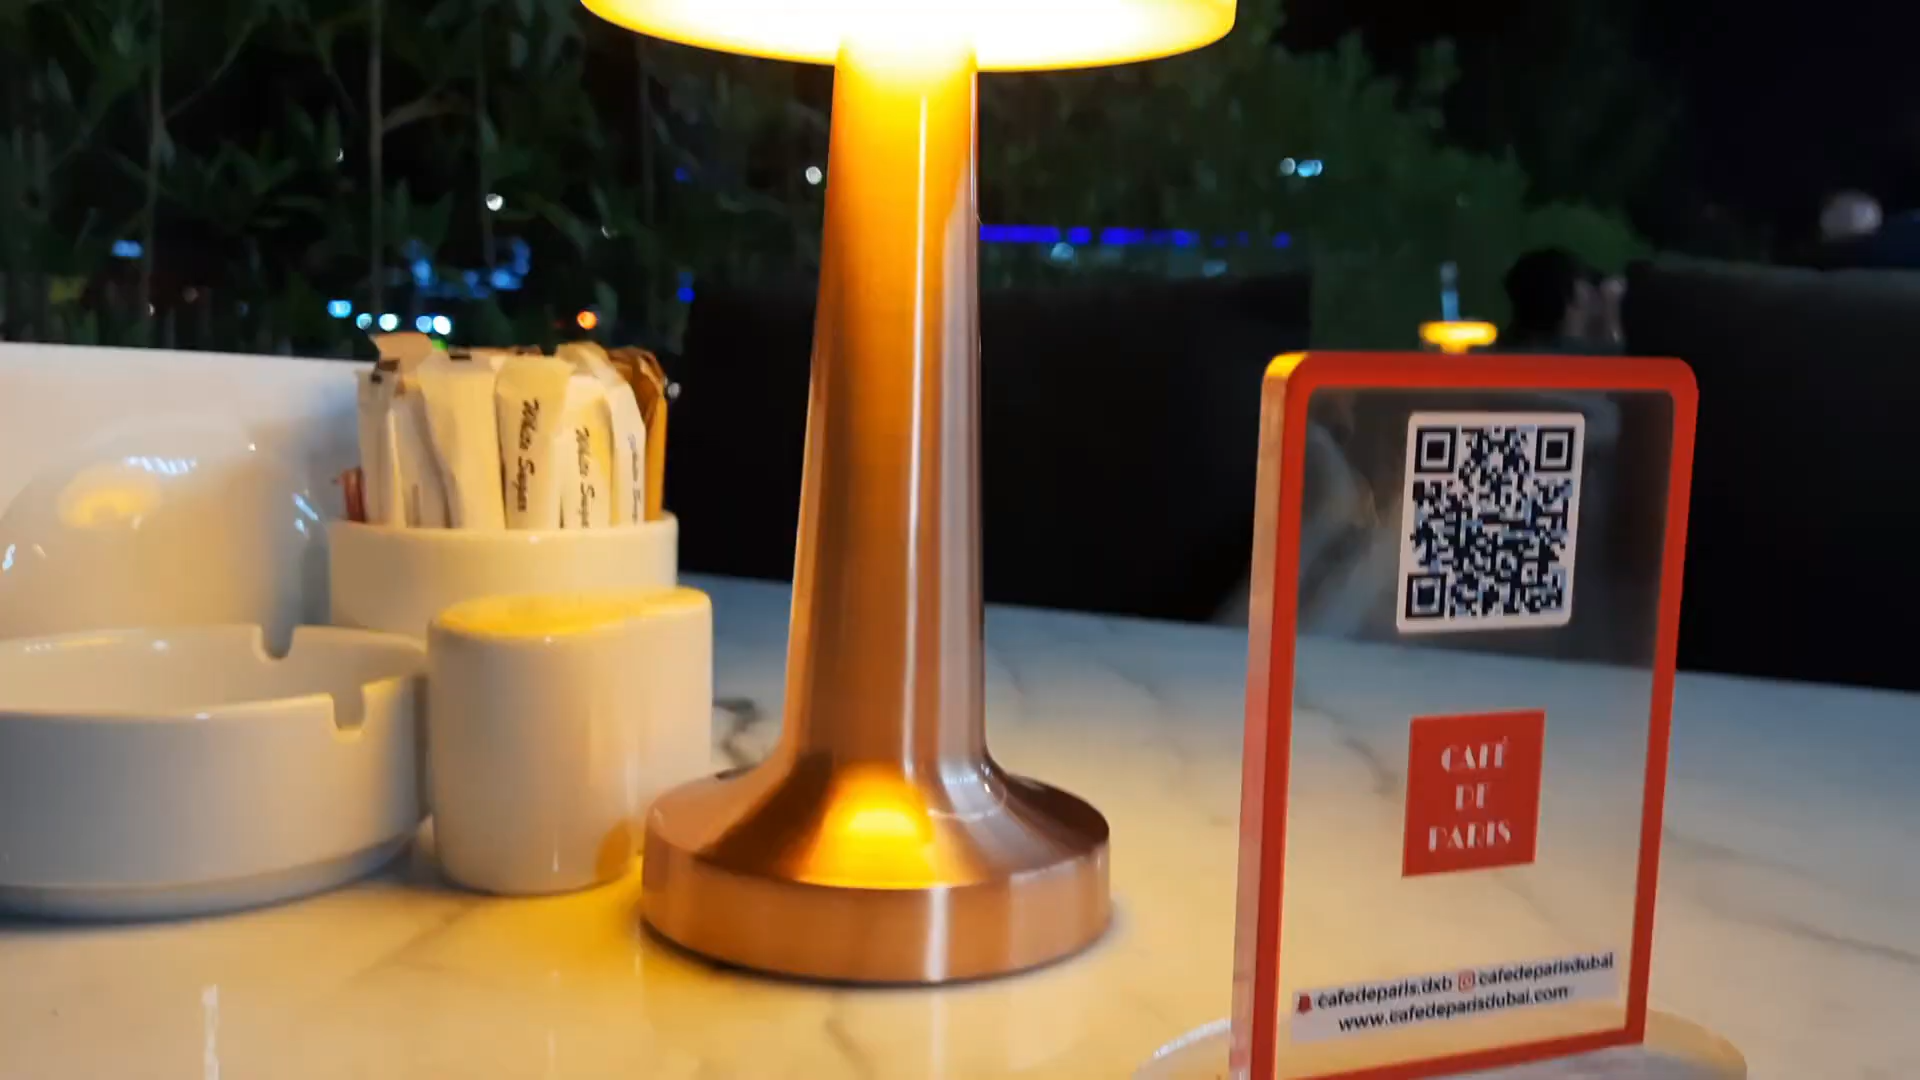 White Sugar
White Sugar
CAFÉ
DE
PARIS
cafedeparis.dxb cafedeparisdubai
www.cafedeparisdubai.com